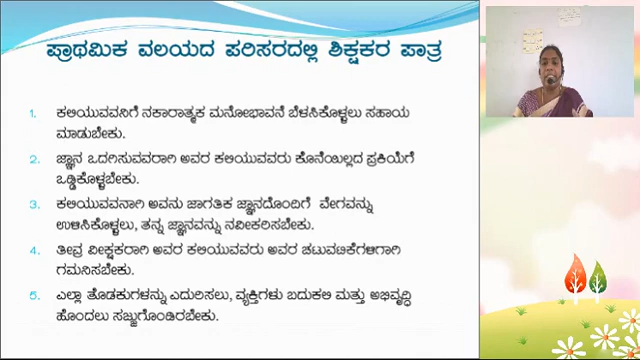 ಪ್ರಾಥಮಿಕ ವಲಯದ ಪರಿಸರದಲ್ಲಿ ಶಿಕ್ಷಕರ ಪಾತ್ರ
1. ಕಲಿಯುವವನಿಗೆ ನಕಾರಾತ್ಮಕ ಮನೋಭಾವನೆ ಬೆಳಸಿಕೊಳ್ಳಲು ಸಹಾಯ
ಮಾಡುಬೇಕು.
2. ಜ್ಞಾನ ಒದಗಿಸುವವರಾಗಿ ಅವರ ಕಲಿಯುವವರು ಕೊನೆಯಿಲ್ಲದ ಪ್ರಕಿಯೆಗೆ
ಒಡ್ಡಿಕೊಳ್ಳಬೇಕು.
3. ಕಲಿಯುವವನಾಗಿ ಅವನು ಜಾಗತಿಕ ಜ್ಞಾನದೊಂದಿಗೆ ವೇಗವನ್ನು
ಉಳಿಸಿಕೊಳ್ಳಲು, ತನ್ನ ಜ್ಞಾನವನ್ನು ನವೀಕರಿಸಬೇಕು.
4. ತೀವ್ರ ವೀಕ್ಷಕರಾಗಿ ಅವರ ಕಲಿಯುವವರು ಅವರ ಚಟುವಟಿಕೆಗಳಿಗಾಗಿ
ಗಮನಿಸಬೇಕು.
5. ಎಲ್ಲಾ ತೊಡಕುಗಳನ್ನು ಎದುರಿಸಲು, ವ್ಯಕ್ತಿಗಳು ಬದುಕಲಿ ಮತ್ತು ಅಭಿವೃದ್ಧಿ
ಹೊಂದಲು ಸಜ್ಜುಗೊಂಡಿರಬೇಕು.